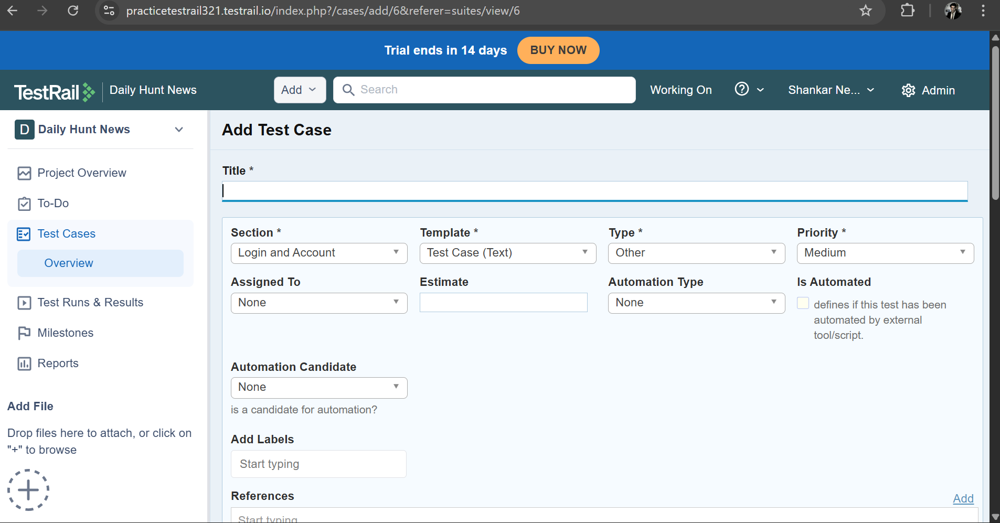 practicetestrail321.testrail.io/index.php?/cases/add/6&referer=suites/view/6
Trial ends in 14 days BUY NOW
TestRail Daily Hunt News Add Search Working On ? Shankar Ne... Admin
D Daily Hunt News
Project Overview
To-Do
Test Cases
Overview
Test Runs & Results
Milestones
Reports
Add File
Drop files here to attach, or click on
"+" to browse
Add Test Case
Title *
Section * Template * Type * Priority *
Login and Account Test Case (Text) Other Medium
Assigned To Estimate Automation Type Is Automated
None None defines if this test has been
automated by external
tool/script.
Automation Candidate
None
is a candidate for automation?
Add Labels
Start typing
References Add
Start typing